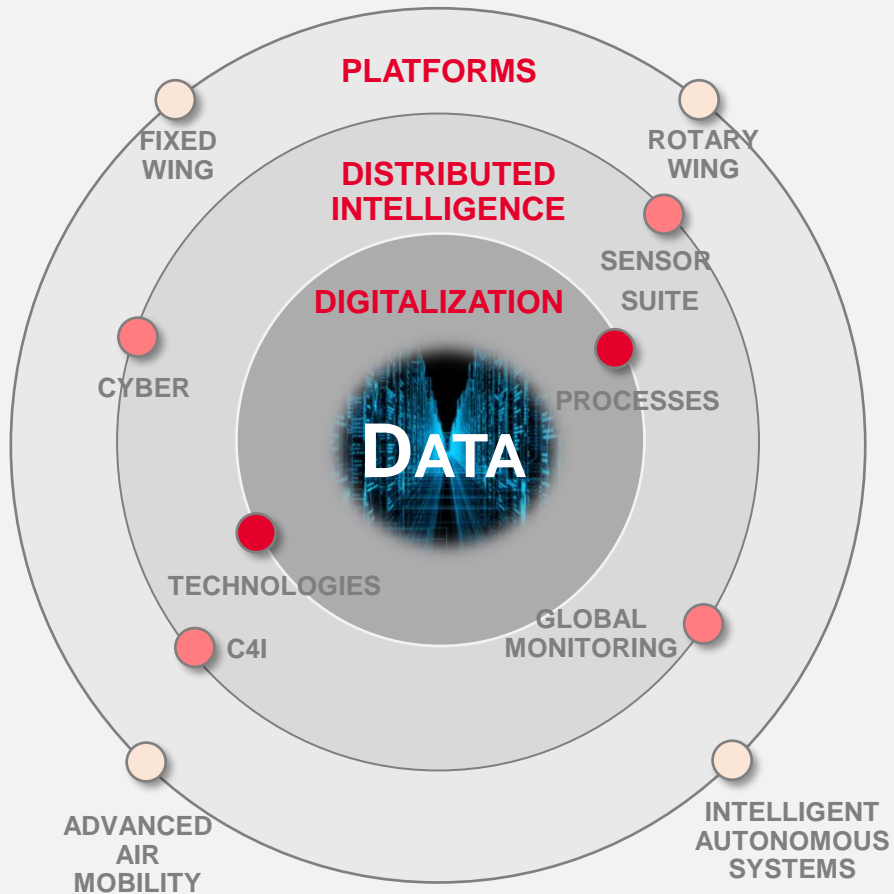 PLATFORMS
FIXED
WING
ROTARY
WING
DISTRIBUTED
INTELLIGENCE
SENSOR
SUITE
DIGITALIZATION
CYBER
PROCESSES
DATA
TECHNOLOGIES
GLOBAL
MONITORING
C4I
ADVANCED
AIR
MOBILITY
INTELLIGENT
AUTONOMOUS
SYSTEMS